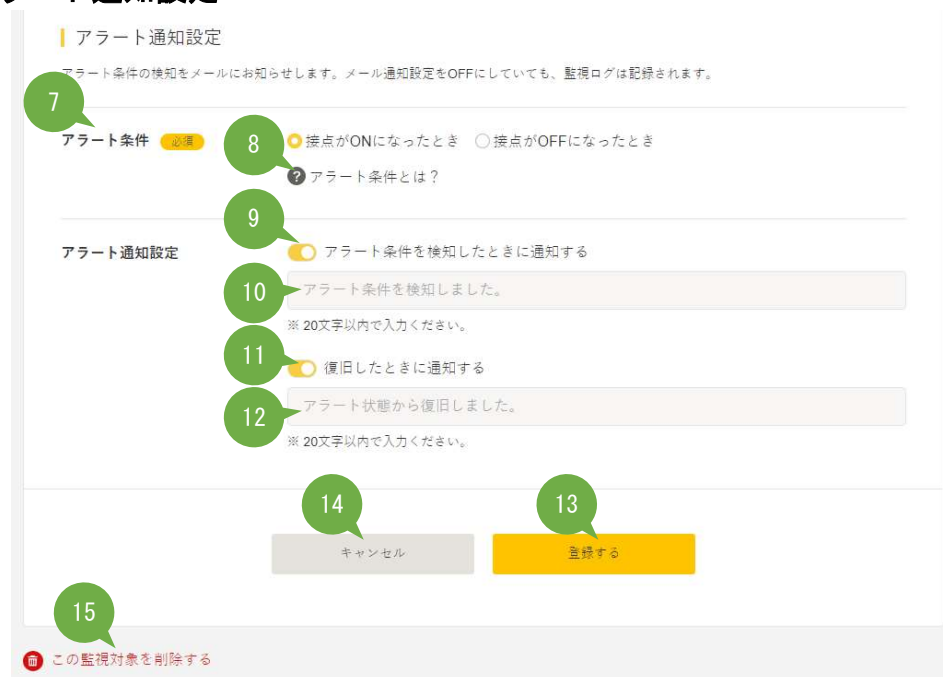 アラート通知設定
アラート条件の検知をメールにお知らせします。メール通知設定をOFFにしていても、監視ログは記録されます。
7
アラート条件 必須 8 接点がONになったとき 接点がOFFになったとき
? アラート条件とは？
9
アラート通知設定 アラート条件を検知したときに通知する
10 アラート条件を検知しました。
※ 20文字以内で入力ください。
11
復旧したときに通知する
12 アラート状態から復旧しました。
※ 20文字以内で入力ください。
14 13
キャンセル 登録する
15
この監視対象を削除する